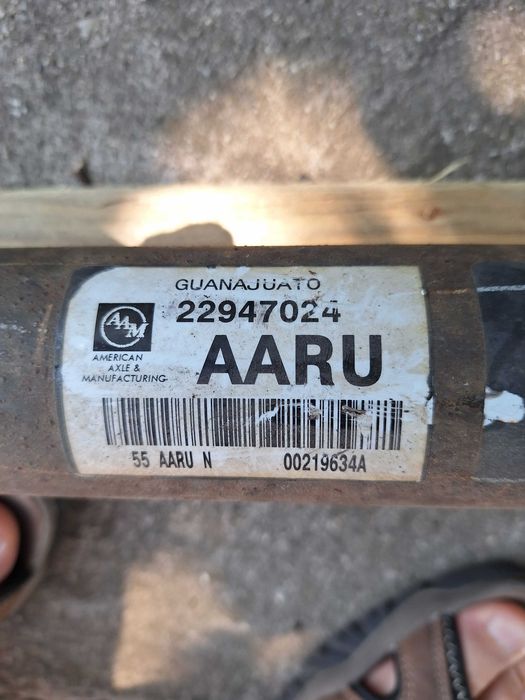 GUANAJUATO
22947024
AAM
AMERICAN
AXLE &
MANUFACTURING
AARU
55 AARU N 00219634A